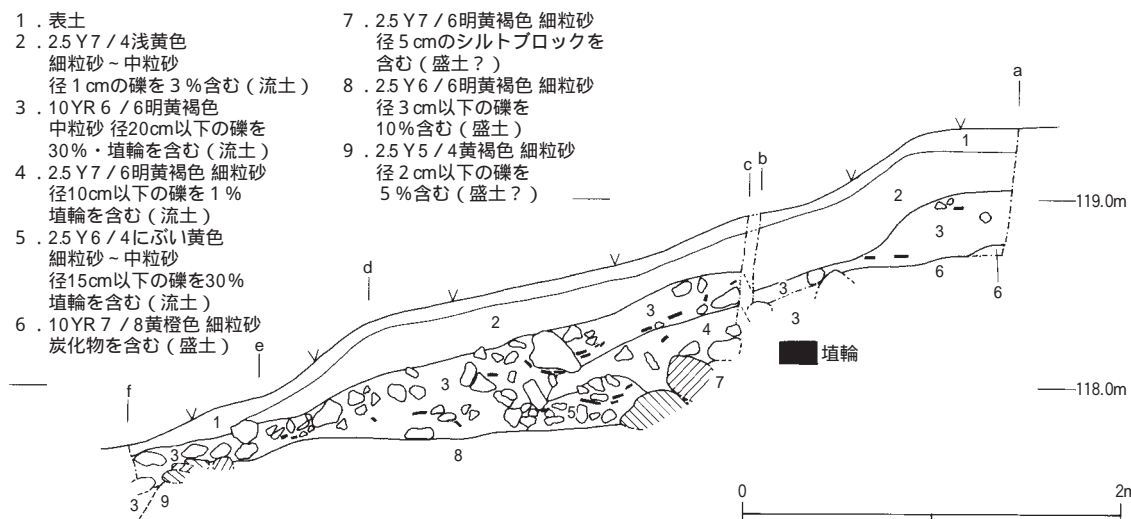 1．表土
2．2.5Y7/4浅黄色
細粒砂～中粒砂
径1cmの礫を3％含む（流土）
3．10YR6/6明黄褐色
中粒砂 径20cm以下の礫を
30％・埴輪を含む（流土）
4．2.5Y7/6明黄褐色 細粒砂
径10cm以下の礫を1％
埴輪を含む（流土）
5．2.5Y6/4にぶい黄色
細粒砂～中粒砂
径15cm以下の礫を30％
埴輪を含む（流土）
6．10YR7/8黄橙色 細粒砂
炭化物を含む（盛土）
7．2.5Y7/6明黄褐色 細粒砂
径5cmのシルトブロックを
含む（盛土？）
8．2.5Y6/6明黄褐色 細粒砂
径3cm以下の礫を
10％含む（盛土）
9．2.5Y5/4黄褐色 細粒砂
径2cm以下の礫を
5％含む（盛土？）
a
1
c b
2
119.0m
3
d
6
6
3
2
3
3
4
埴輪
e
7
118.0m
f
3
5
1
8
3
3 9
0
2m